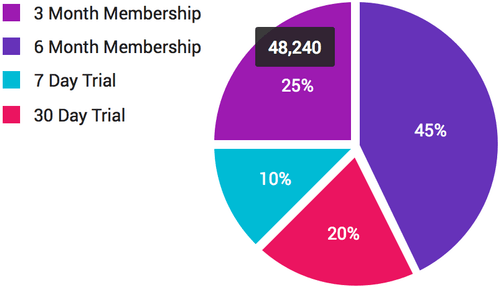 3 Month Membership
6 Month Membership
7 Day Trial
30 Day Trial
48,240
25%
45%
10%
20%